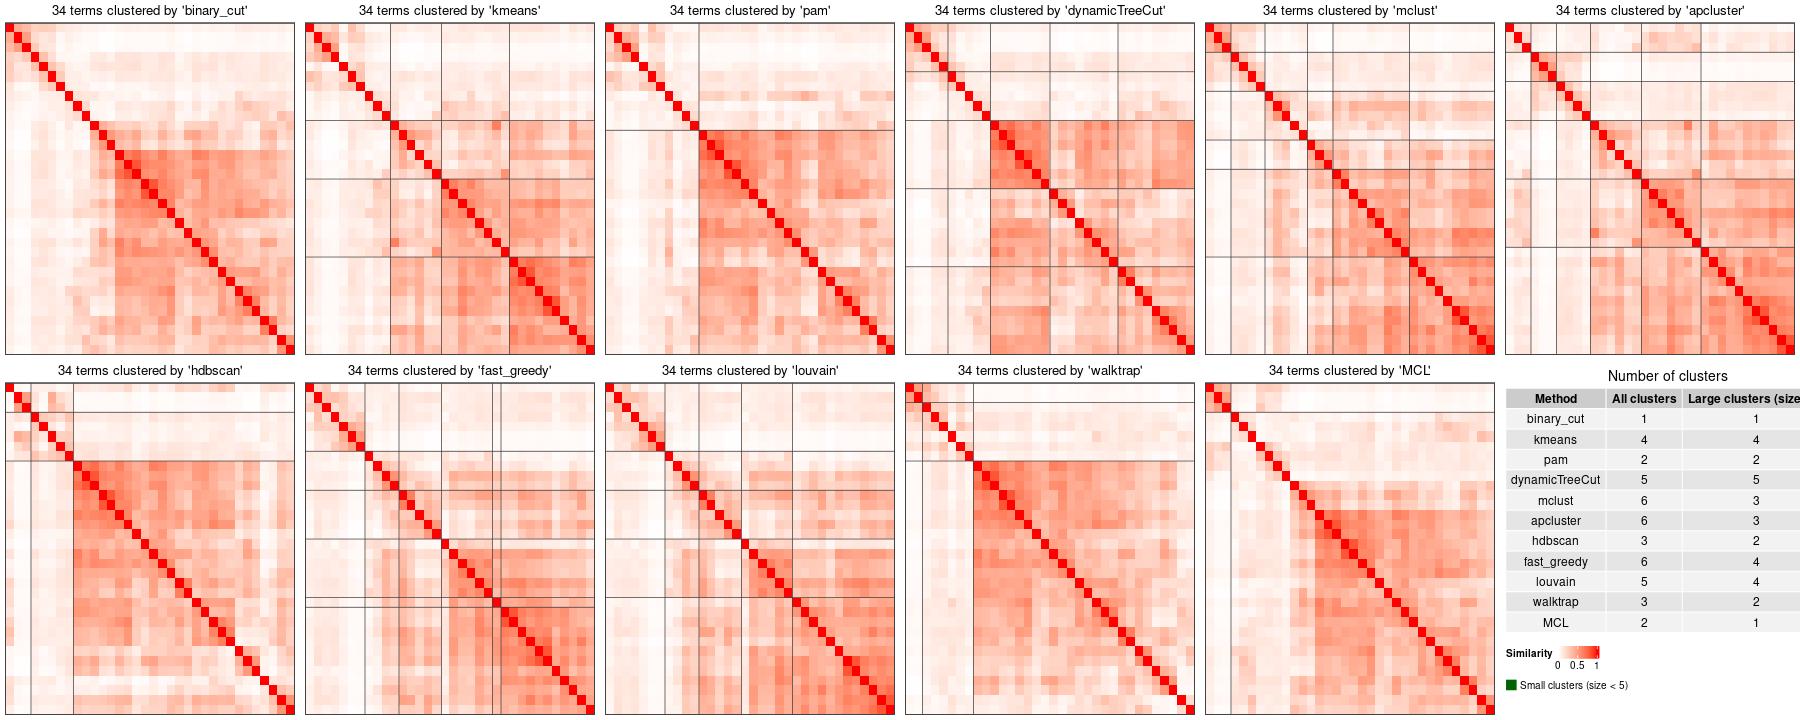 34 terms clustered by 'binary_cut'
34 terms clustered by 'kmeans'
34 terms clustered by 'pam'
34 terms clustered by 'dynamicTreeCut'
34 terms clustered by 'mclust'
34 terms clustered by 'apcluster'
34 terms clustered by 'hdbscan'
34 terms clustered by 'fast_greedy'
34 terms clustered by 'louvain'
34 terms clustered by 'walktrap'
34 terms clustered by 'MCL'
Number of clusters
Method All clusters Large clusters (size
binary_cut 1 1
kmeans 4 4
pam 2 2
dynamicTreeCut 5 5
mclust 6 3
apcluster 6 3
hdbscan 3 2
fast_greedy 6 4
louvain 5 4
walktrap 3 2
MCL 2 1
Similarity
0 0.5 1
Small clusters (size < 5)